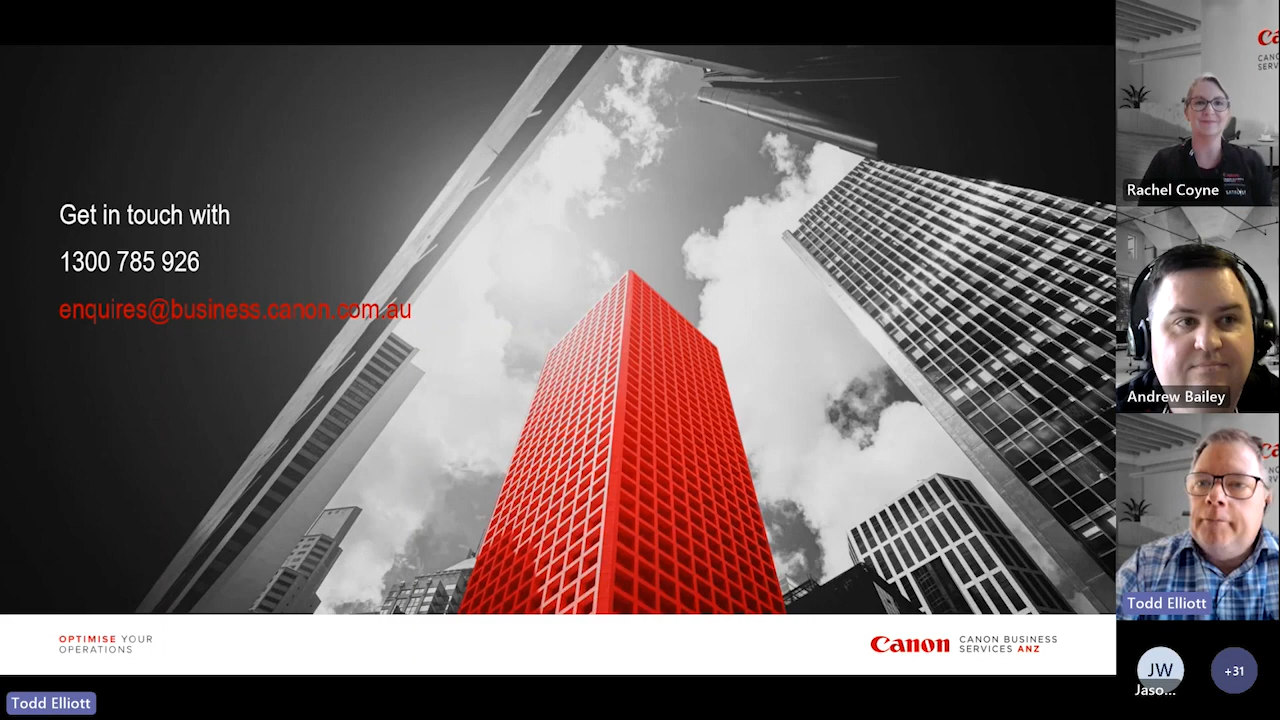 Get in touch with
1300 785 926
enquires@business.canon.com.au
OPTIMISE YOUR
OPERATIONS
Canon
CANON BUSINESS
SERVICES ANZ
Todd Elliott
Rachel Coyne
Andrew Bailey
Todd Elliott
JW
Jaso...
+31